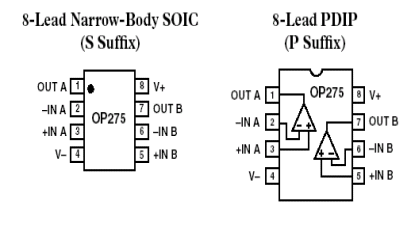 8-Lead Narrow-Body SOIC
(S Suffix)
OUT A 1 8 V+
–IN A 2 7 OUT B
+IN A 3 6 –IN B
V– 4 5 +IN B
OP275
8-Lead PDIP
(P Suffix)
OUT A 1 8 V+
–IN A 2 7 OUT B
+IN A 3 6 –IN B
V– 4 5 +IN B
OP275
– +
– +